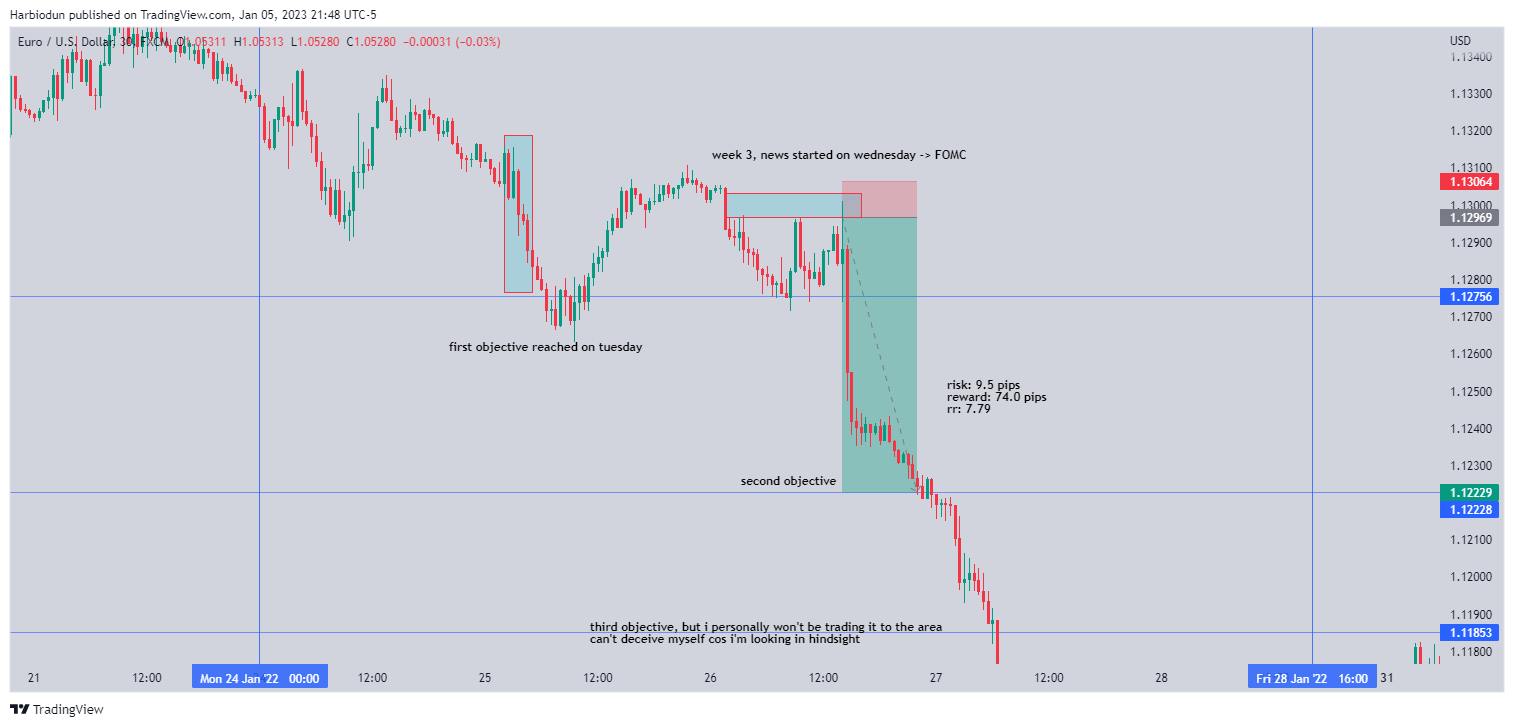 Harbiodun published on TradingView.com, Jan 05, 2023 21:48 UTC-5
Euro / U.S. Dollar, 30, FXCM O1.05311 H1.05313 L1.05280 C1.05280 −0.00031 (−0.03%)
USD
1.13400
1.13300
1.13200
week 3, news started on wednesday -> FOMC
1.13100
1.13064
1.13000
1.12969
1.12900
1.12800
1.12756
1.12700
first objective reached on tuesday
1.12600
risk: 9.5 pips
reward: 74.0 pips
rr: 7.79
1.12500
1.12400
1.12300
second objective
1.12229
1.12228
1.12100
1.12000
1.11900
third objective, but i personally won't be trading it to the area
can't deceive myself cos i'm looking in hindsight
1.11853
1.11800
21 12:00 Mon 24 Jan '22 00:00 12:00 25 12:00 26 12:00 27 12:00 28 Fri 28 Jan '22 16:00 31
TradingView